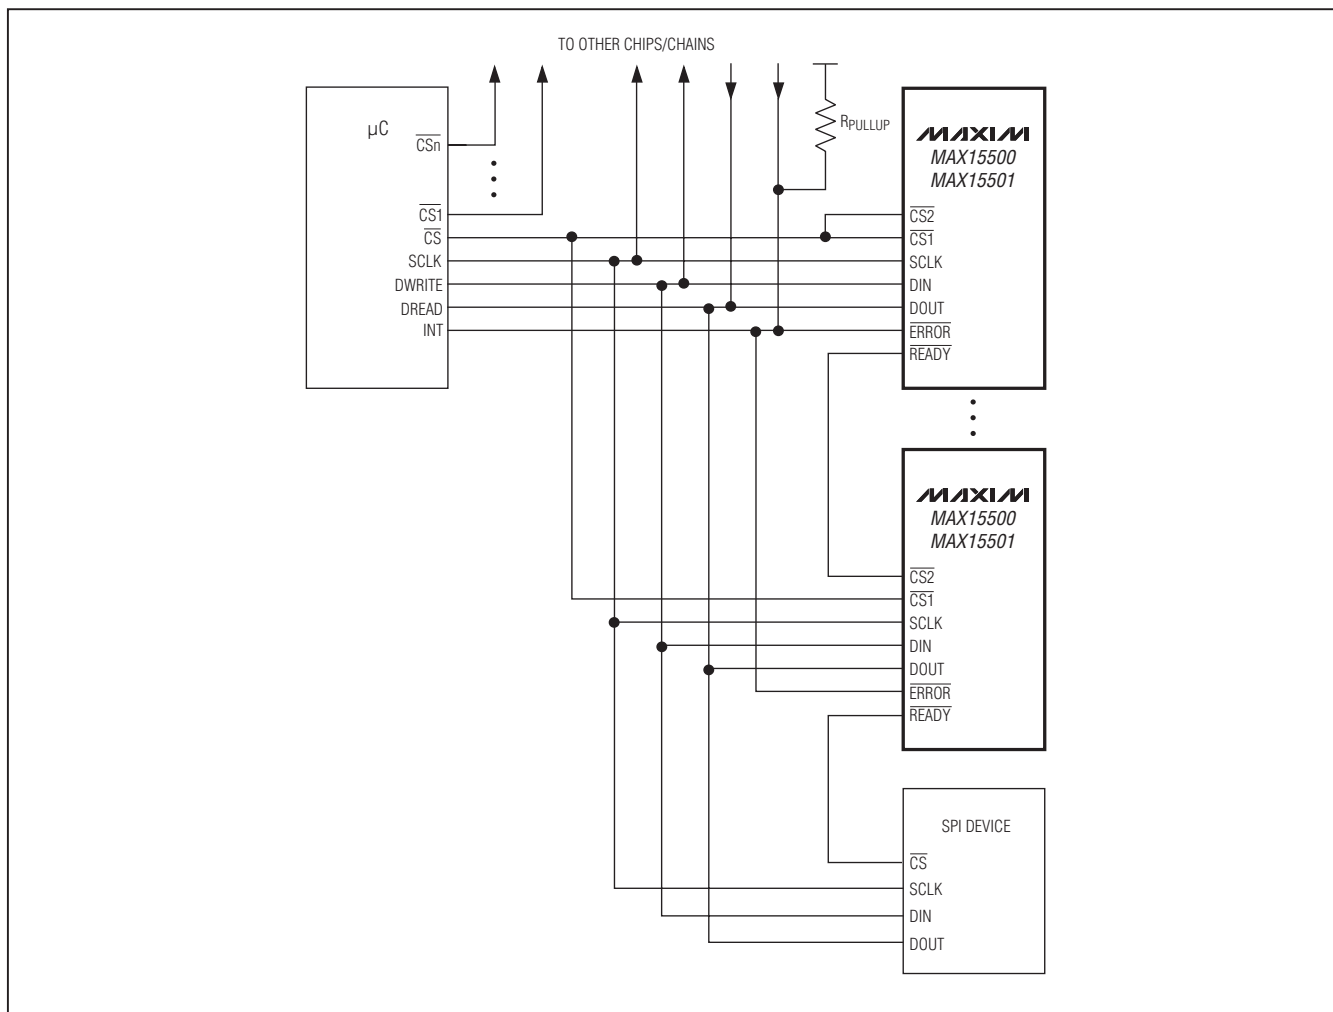 TO OTHER CHIPS/CHAINS
µC
CSn
CS1
CS
SCLK
DWRITE
DREAD
INT
RPULLUP
MAXIM
MAX15500
MAX15501
CS2
CS1
SCLK
DIN
DOUT
ERROR
READY
MAXIM
MAX15500
MAX15501
CS2
CS1
SCLK
DIN
DOUT
ERROR
READY
SPI DEVICE
CS
SCLK
DIN
DOUT